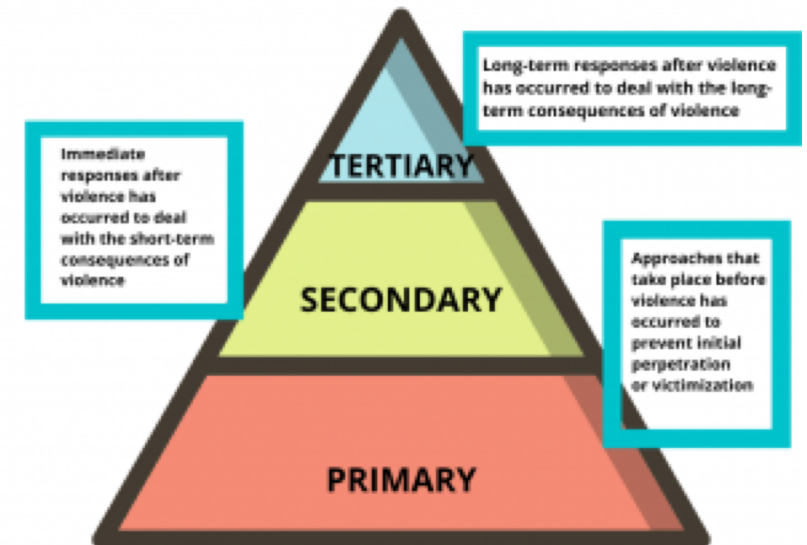 Long-term responses after violence
has occurred to deal with the long-
term consequences of violence
TERTIARY
Immediate
responses after
violence has
occurred to deal
with the short-term
consequences of
violence
SECONDARY
Approaches that
take place before
violence has
occurred to
prevent initial
perpetration
or victimization
PRIMARY